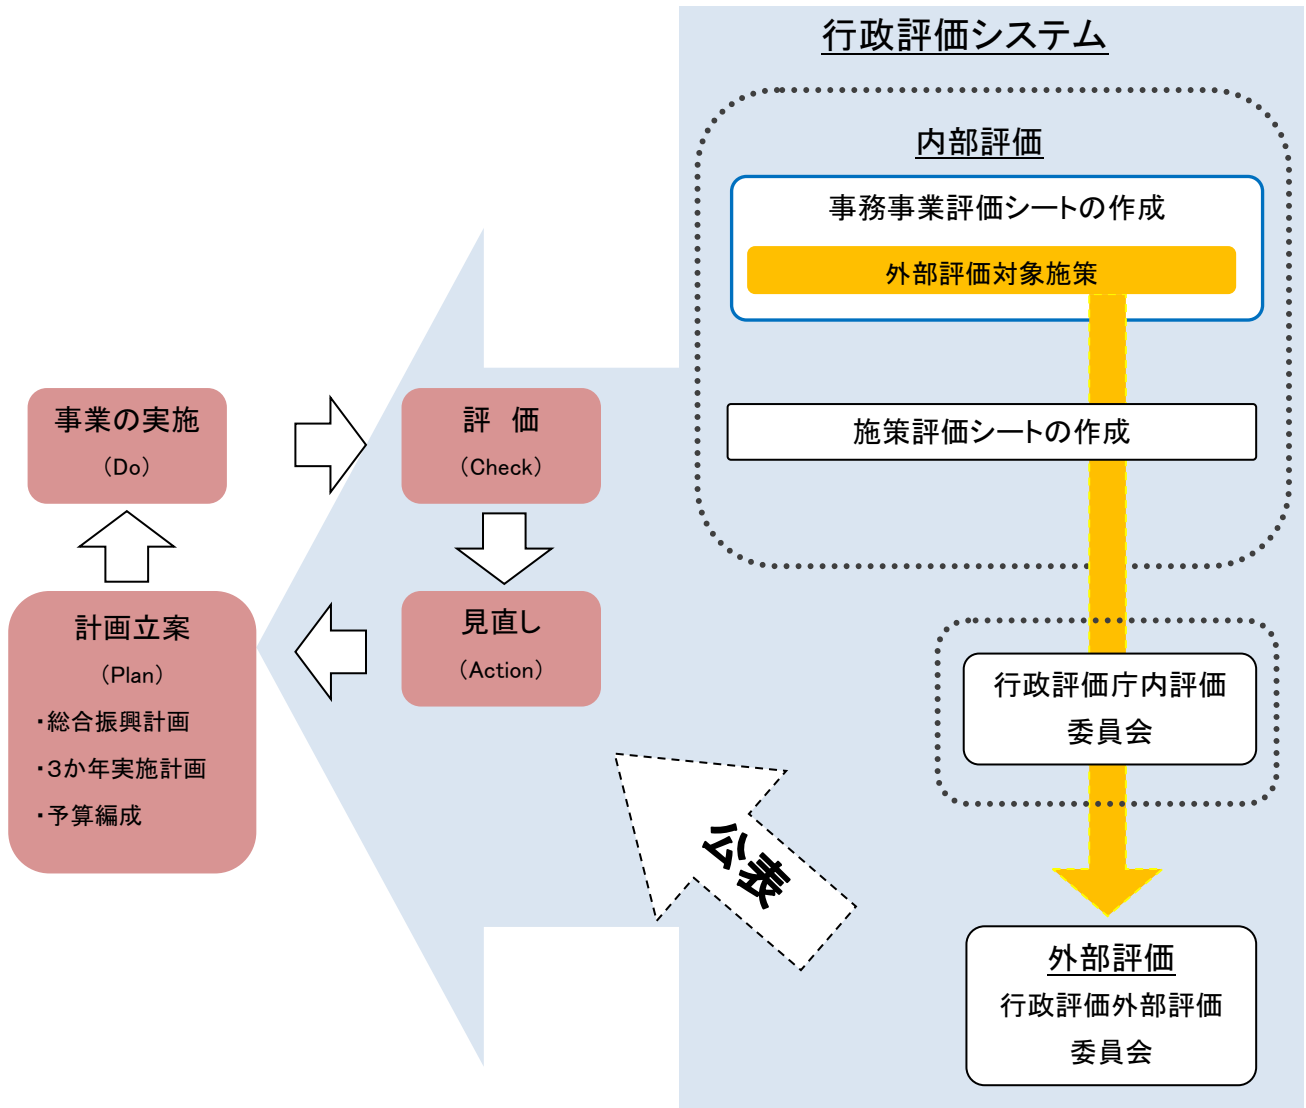 行政評価システム
内部評価
事務事業評価シートの作成
外部評価対象施策
施策評価シートの作成
事業の実施
（Do）
評　価
（Check）
計画立案
（Plan）
・総合振興計画
・3か年実施計画
・予算編成
見直し
（Action）
行政評価庁内評価
委員会
公表
外部評価
行政評価外部評価
委員会